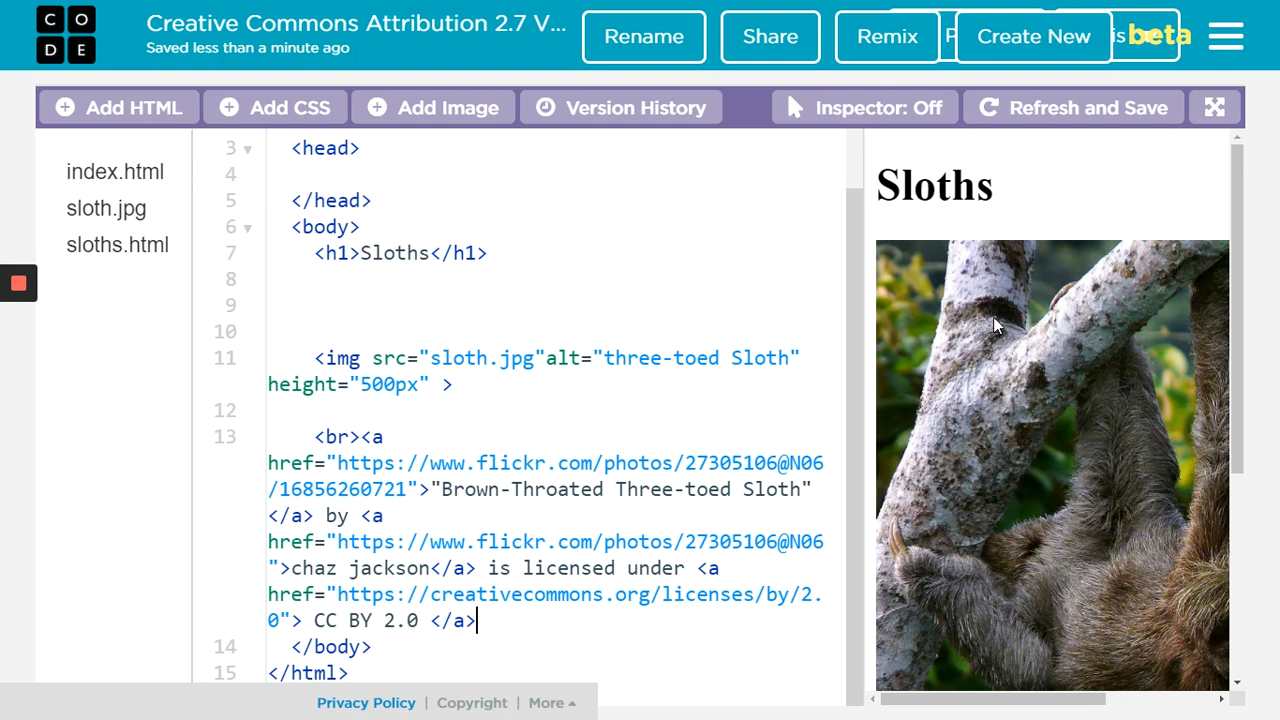 C O D E
Creative Commons Attribution 2.7 V...
Saved less than a minute ago
Rename
Share
Remix
Create New
beta
Add HTML
Add CSS
Add Image
Version History
Inspector: Off
Refresh and Save
index.html
sloth.jpg
sloths.html
3 <head>
4
5 </head>
6 <body>
7 <h1>Sloths</h1>
8
9
10
11 <img src="sloth.jpg"alt="three-toed Sloth"
height="500px" >
12
13 <br><a
href="https://www.flickr.com/photos/27305106@N06
/16856260721">"Brown-Throated Three-toed Sloth"
</a> by <a
href="https://www.flickr.com/photos/27305106@N06
">chaz jackson</a> is licensed under <a
href="https://creativecommons.org/licenses/by/2.
0"> CC BY 2.0 </a>
14 </body>
15 </html>
Sloths
Privacy Policy | Copyright | More